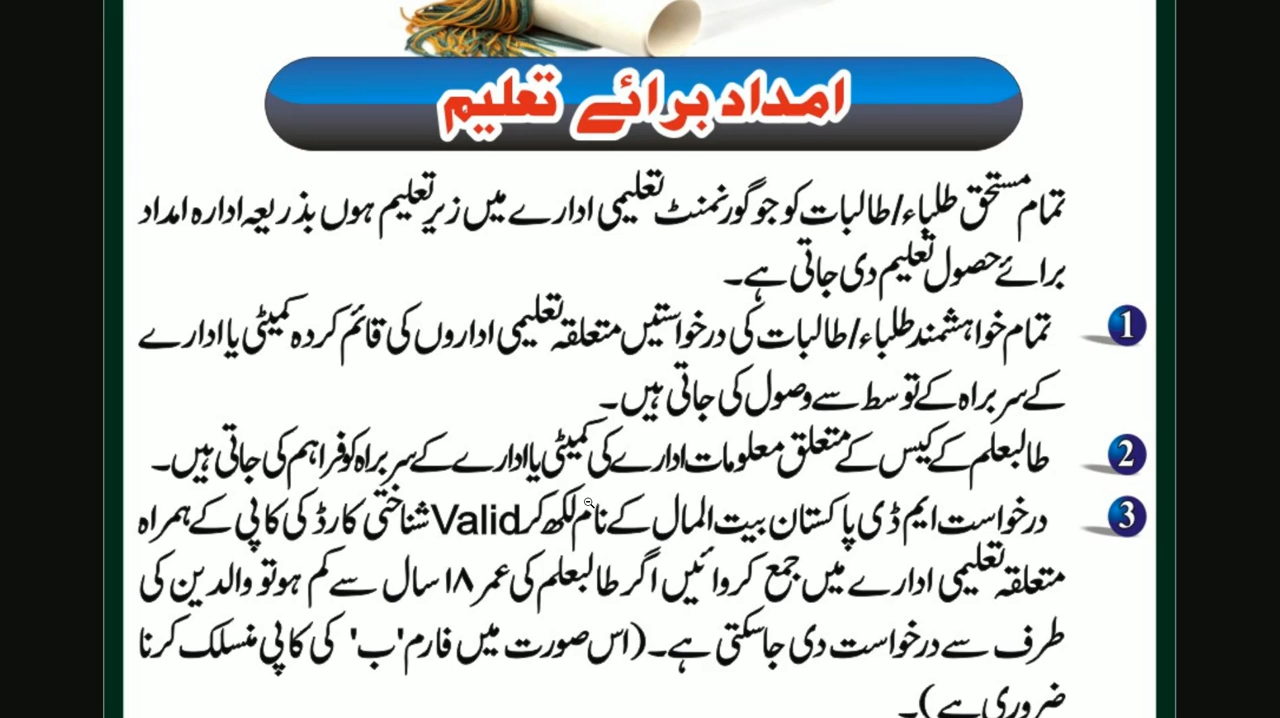 امداد برائے تعلیم
تمام مستحق طلباء/طالبات کو جو گورنمنٹ تعلیمی ادارے میں زیر تعلیم ہوں بذریعہ ادارہ امداد
برائے حصول تعلیم دی جاتی ہے۔
1 تمام خواہشمند طلباء/طالبات کی درخواستیں متعلقہ تعلیمی اداروں کی قائم کردہ کمیٹی یا ادارے
کے سربراہ کے توسط سے وصول کی جاتی ہیں۔
2 طالبعلم کے کیس کے متعلق معلومات ادارے کی کمیٹی یا ادارے کے سربراہ کو فراہم کی جاتی ہیں۔
3 درخواست ایم ڈی پاکستان بیت المال کے نام لکھ کر Valid شناختی کارڈ کی کاپی کے ہمراہ
متعلقہ تعلیمی ادارے میں جمع کروائیں اگر طالبعلم کی عمر ۱۸ سال سے کم ہو تو والدین کی
طرف سے درخواست دی جاسکتی ہے۔ (اس صورت میں فارم 'ب' کی کاپی منسلک کرنا
ضروری ہے)۔